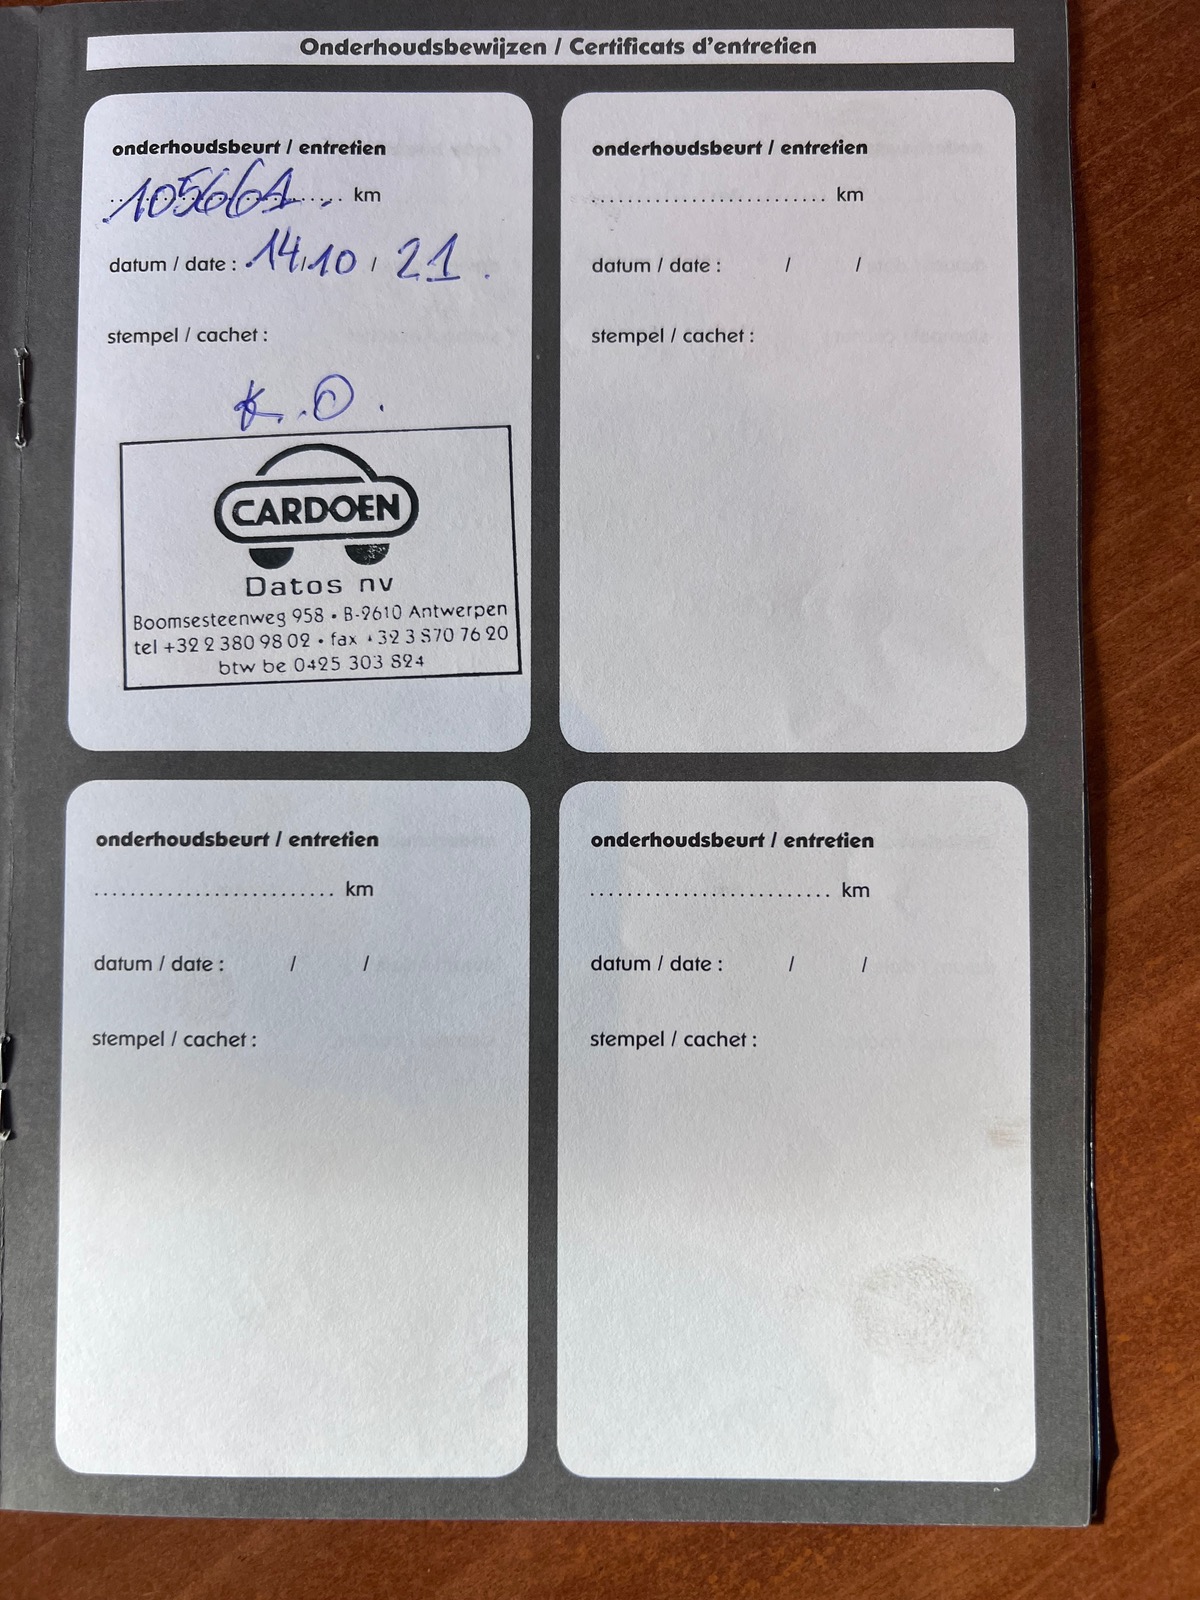 Onderhoudsbewijzen / Certificats d'entretien
onderhoudsbeurt / entretien
105661 km
datum / date : 14/10 / 21
stempel / cachet :
K.O.
CARDOEN
Datos nv
Boomsesteenweg 958 • B-2610 Antwerpen
tel +32 2 380 98 02 • fax +32 3 870 76 20
btw be 0425 303 824
onderhoudsbeurt / entretien
.......................... km
datum / date : / /
stempel / cachet :
onderhoudsbeurt / entretien
.......................... km
datum / date : / /
stempel / cachet :
onderhoudsbeurt / entretien
.......................... km
datum / date : / /
stempel / cachet :